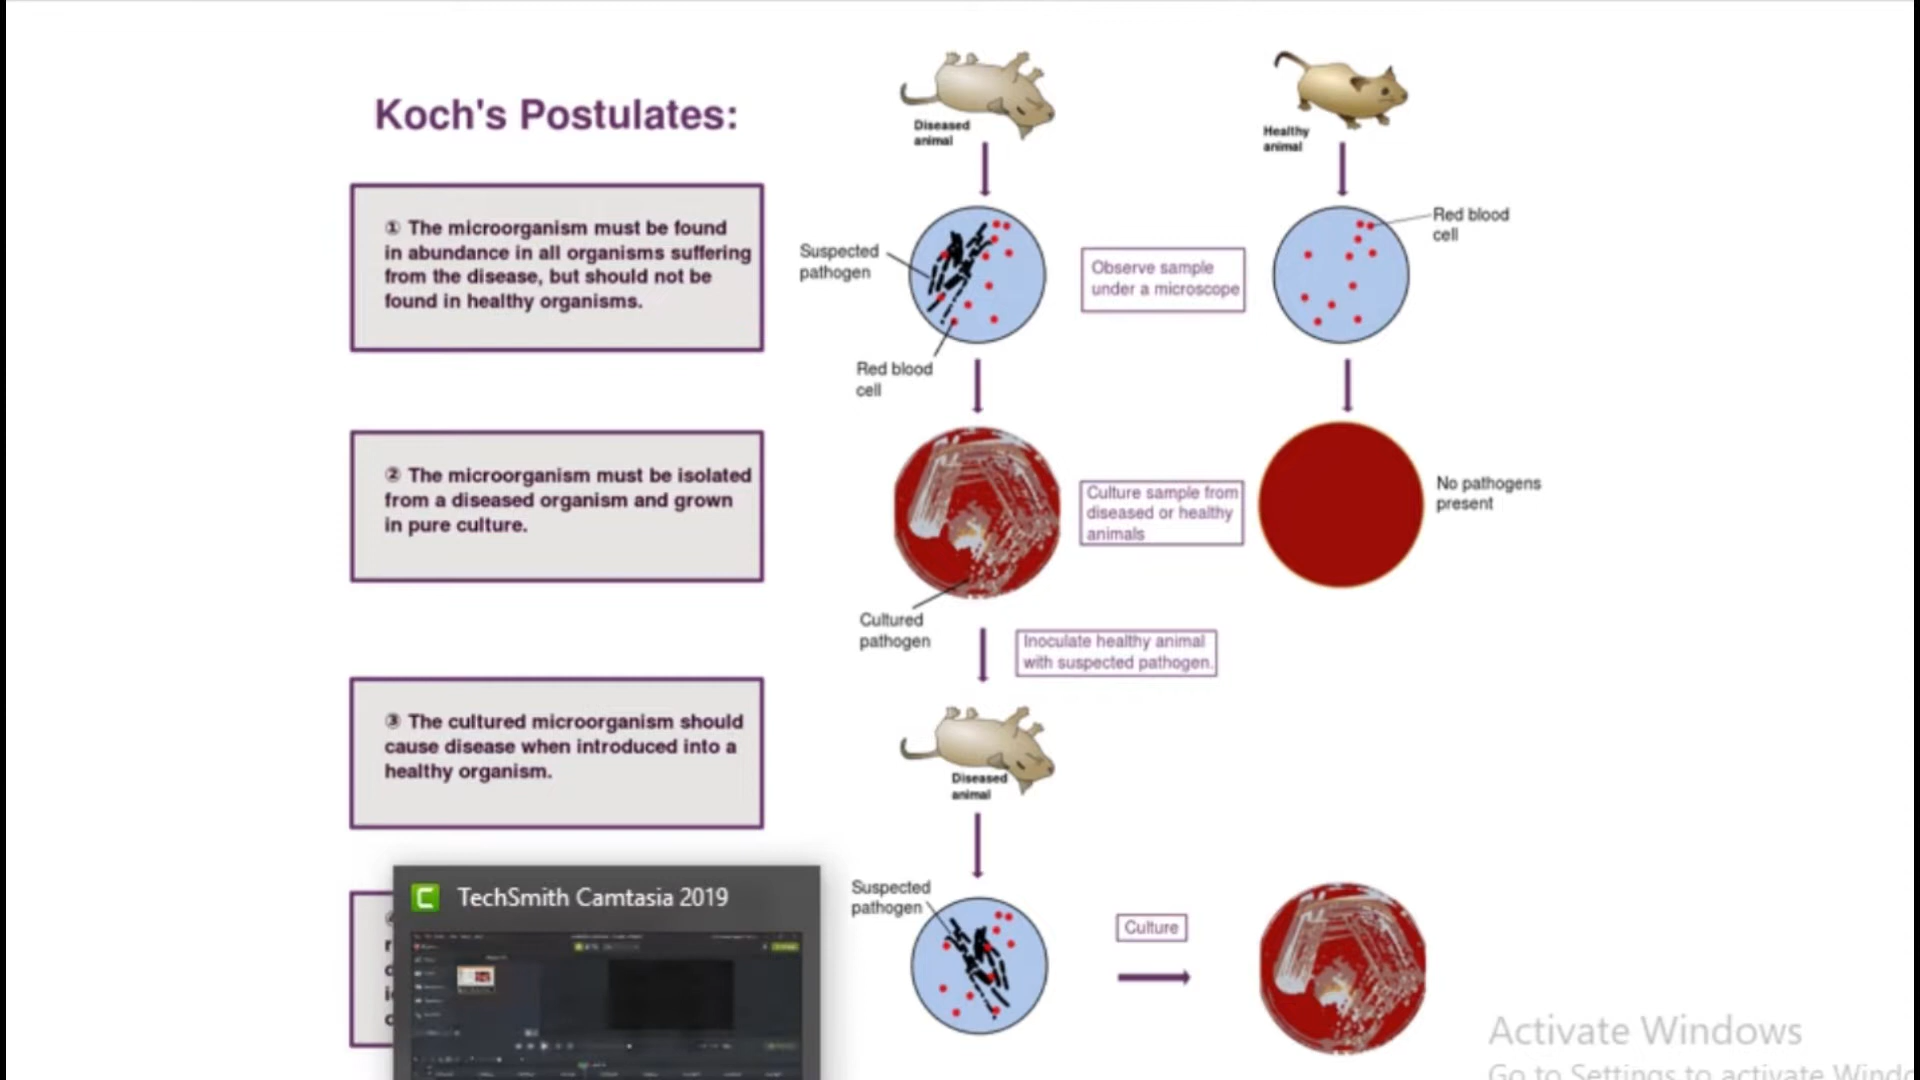 Koch's Postulates:
① The microorganism must be found
in abundance in all organisms suffering
from the disease, but should not be
found in healthy organisms.
② The microorganism must be isolated
from a diseased organism and grown
in pure culture.
③ The cultured microorganism should
cause disease when introduced into a
healthy organism.
Diseased
animal
Healthy
animal
Suspected
pathogen
Red blood
cell
Observe sample
under a microscope
Red blood
cell
Culture sample from
diseased or healthy
animals
No pathogens
present
Cultured
pathogen
Inoculate healthy animal
with suspected pathogen.
Diseased
animal
Suspected
pathogen
Culture
TechSmith Camtasia 2019
Activate Windows
Go to Settings to activate